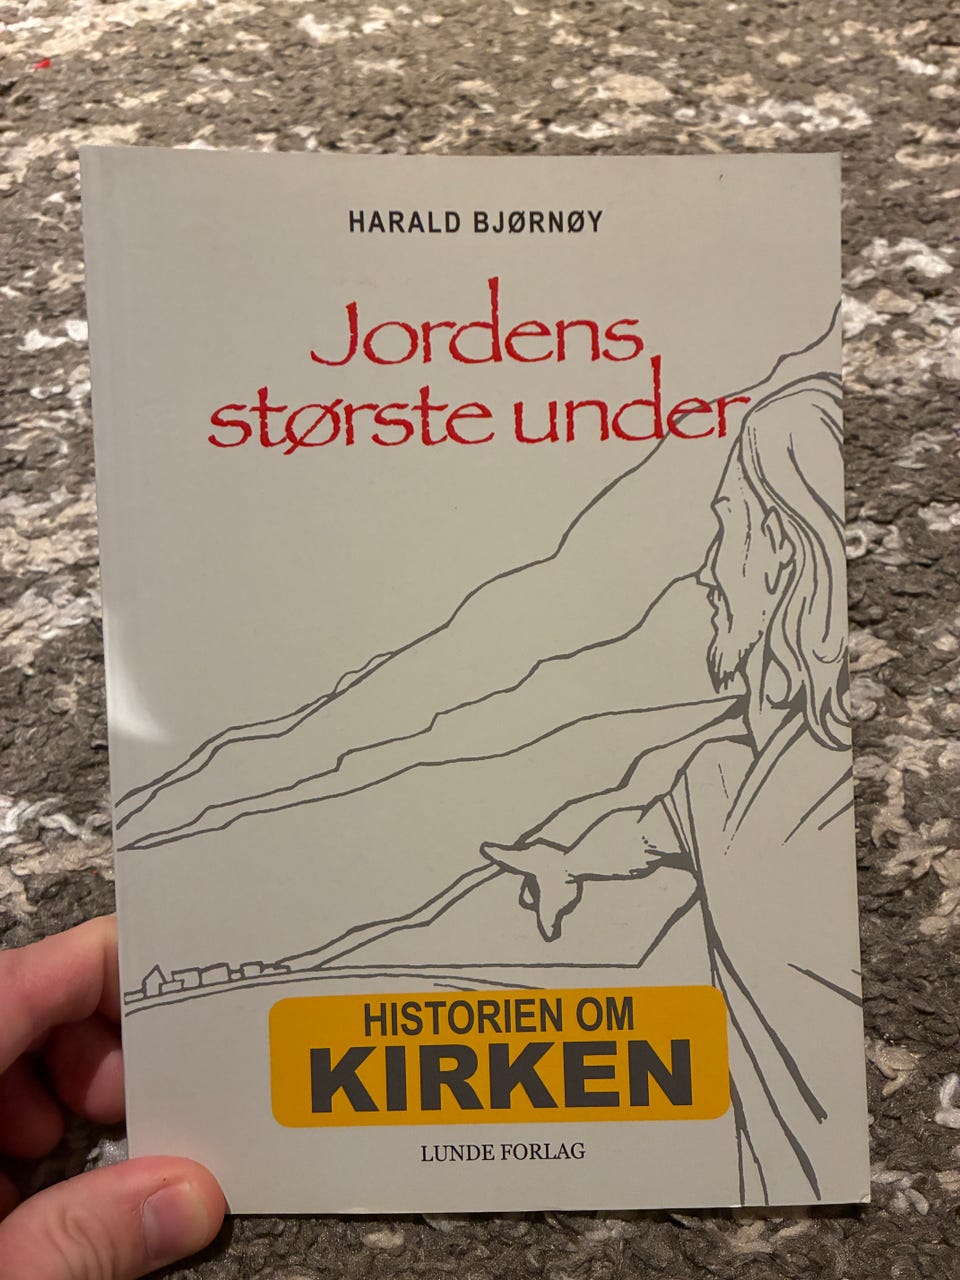 HARALD BJØRNØY
Jordens
største under
HISTORIEN OM
KIRKEN
LUNDE FORLAG